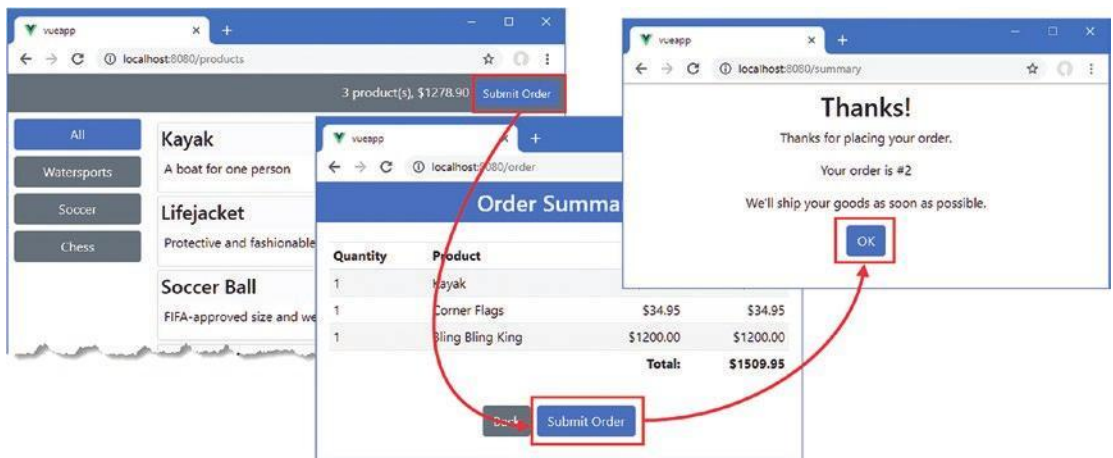 vueapp
localhost:8080/products
3 product(s), $1278.90 Submit Order
All
Watersports
Soccer
Chess
Kayak
A boat for one person
Lifejacket
Protective and fashionable
Soccer Ball
FIFA-approved size and we
vueapp
localhost:8080/order
Order Summa
Quantity Product
1 Kayak
1 Corner Flags $34.95 $34.95
1 Bling Bling King $1200.00 $1200.00
Total: $1509.95
Back Submit Order
vueapp
localhost:8080/summary
Thanks!
Thanks for placing your order.
Your order is #2
We'll ship your goods as soon as possible.
OK